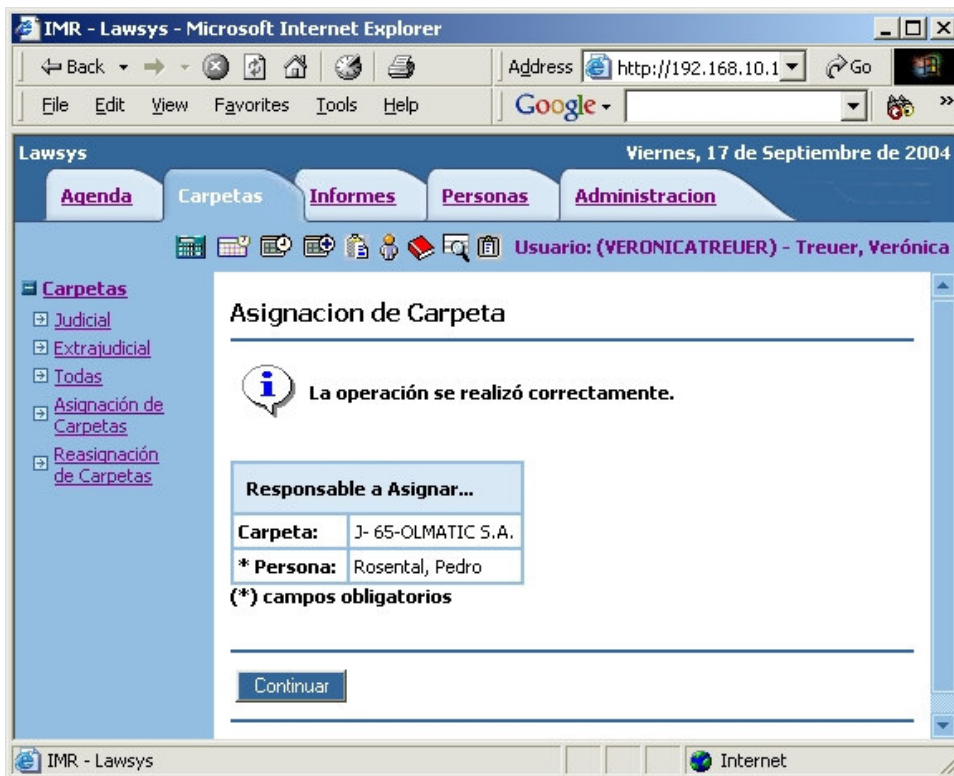 IMR - Lawsys - Microsoft Internet Explorer
Back Address http://192.168.10.1 Go
File Edit View Favorites Tools Help Google »
Lawsys Viernes, 17 de Septiembre de 2004
Agenda Carpetas Informes Personas Administracion
Usuario: (VERONICATREUER) - Treuer, Verónica
Carpetas
Judicial
Extrajudicial
Todas
Asignación de
Carpetas
Reasignación
de Carpetas
Asignacion de Carpeta
La operación se realizó correctamente.
Responsable a Asignar...
Carpeta: J- 65-OLMATIC S.A.
* Persona: Rosental, Pedro
(*) campos obligatorios
Continuar
IMR - Lawsys Internet